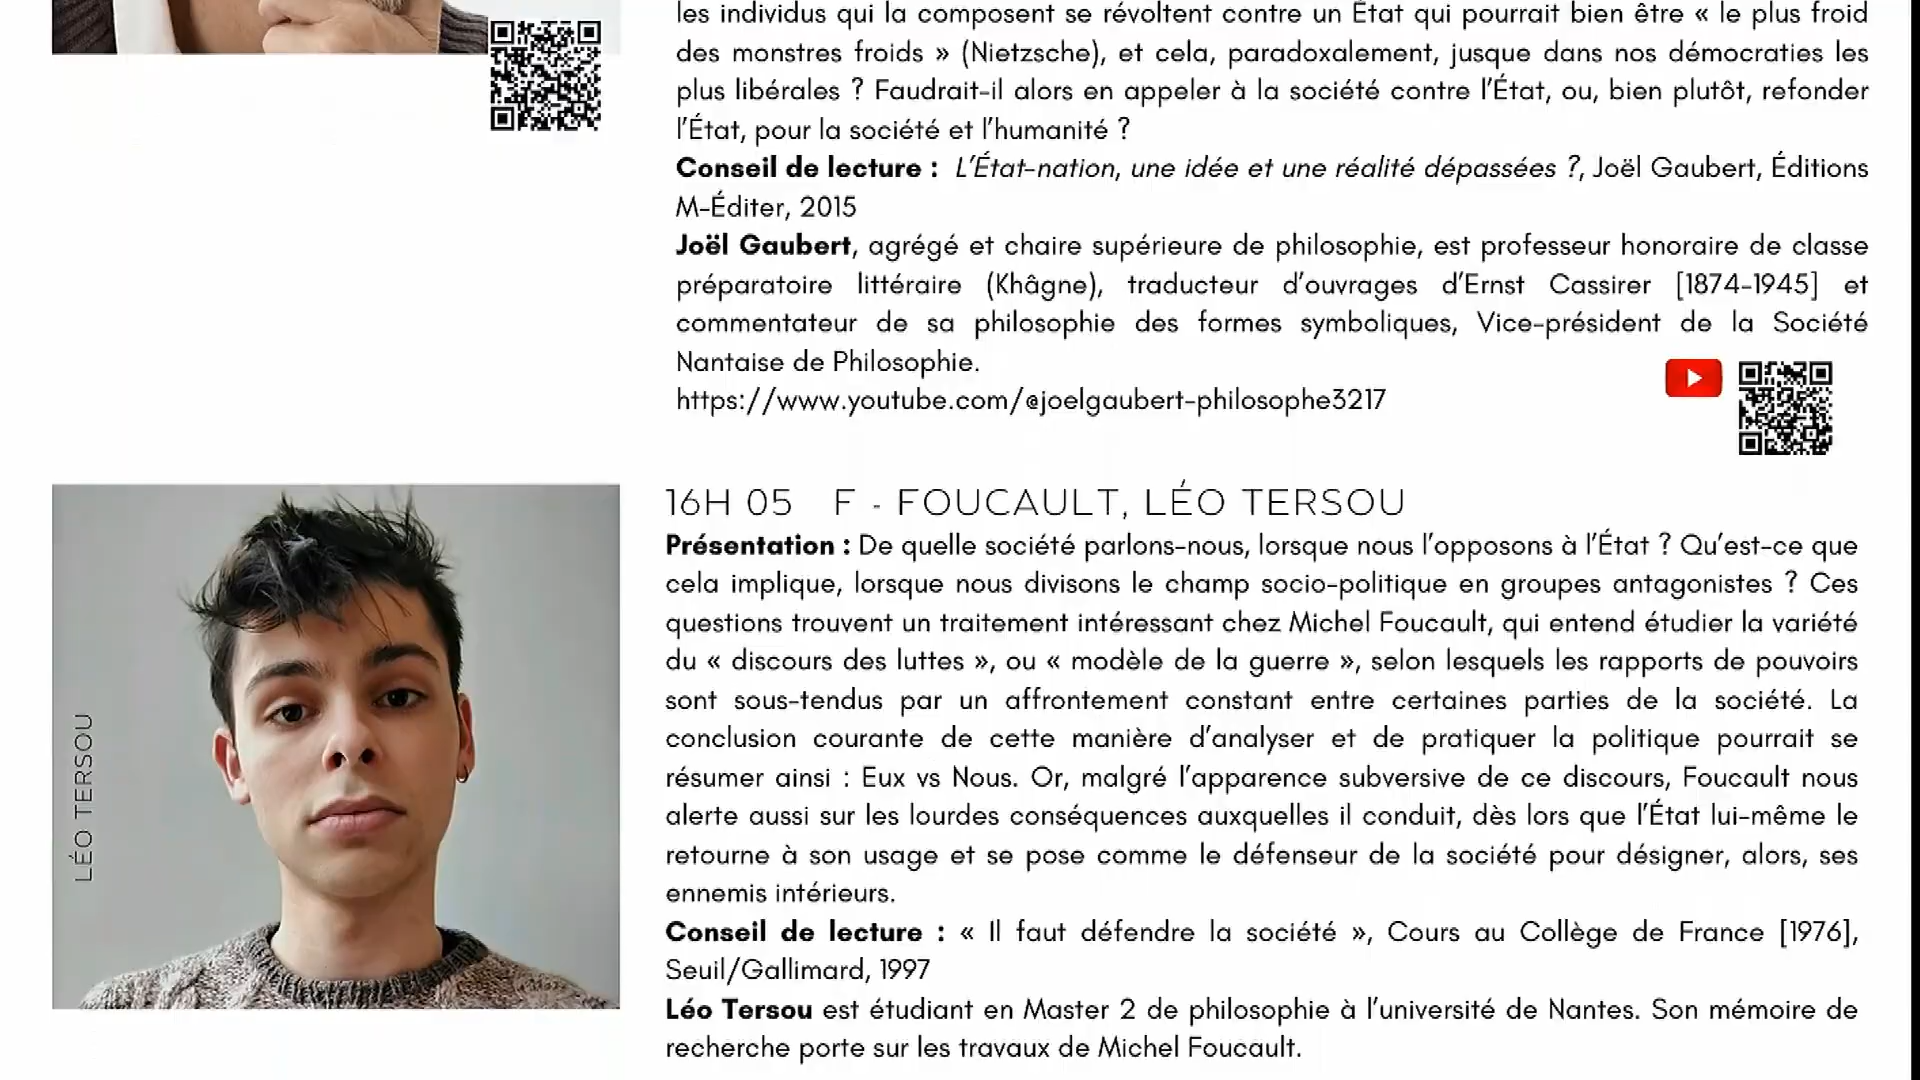 les individus qui la composent se révoltent contre un État qui pourrait bien être « le plus froid
des monstres froids » (Nietzsche), et cela, paradoxalement, jusque dans nos démocraties les
plus libérales ? Faudrait-il alors en appeler à la société contre l’État, ou, bien plutôt, refonder
l’État, pour la société et l’humanité ?
Conseil de lecture : L’État-nation, une idée et une réalité dépassées ?, Joël Gaubert, Éditions
M-Éditer, 2015
Joël Gaubert, agrégé et chaire supérieure de philosophie, est professeur honoraire de classe
préparatoire littéraire (Khâgne), traducteur d’ouvrages d’Ernst Cassirer [1874-1945] et
commentateur de sa philosophie des formes symboliques, Vice-président de la Société
Nantaise de Philosophie.
https://www.youtube.com/@joelgaubert-philosophe3217
LÉO TERSOU
16H 05 F - FOUCAULT, LÉO TERSOU
Présentation : De quelle société parlons-nous, lorsque nous l’opposons à l’État ? Qu’est-ce que
cela implique, lorsque nous divisons le champ socio-politique en groupes antagonistes ? Ces
questions trouvent un traitement intéressant chez Michel Foucault, qui entend étudier la variété
du « discours des luttes », ou « modèle de la guerre », selon lesquels les rapports de pouvoirs
sont sous-tendus par un affrontement constant entre certaines parties de la société. La
conclusion courante de cette manière d’analyser et de pratiquer la politique pourrait se
résumer ainsi : Eux vs Nous. Or, malgré l’apparence subversive de ce discours, Foucault nous
alerte aussi sur les lourdes conséquences auxquelles il conduit, dès lors que l’État lui-même le
retourne à son usage et se pose comme le défenseur de la société pour désigner, alors, ses
ennemis intérieurs.
Conseil de lecture : « Il faut défendre la société », Cours au Collège de France [1976],
Seuil/Gallimard, 1997
Léo Tersou est étudiant en Master 2 de philosophie à l’université de Nantes. Son mémoire de
recherche porte sur les travaux de Michel Foucault.